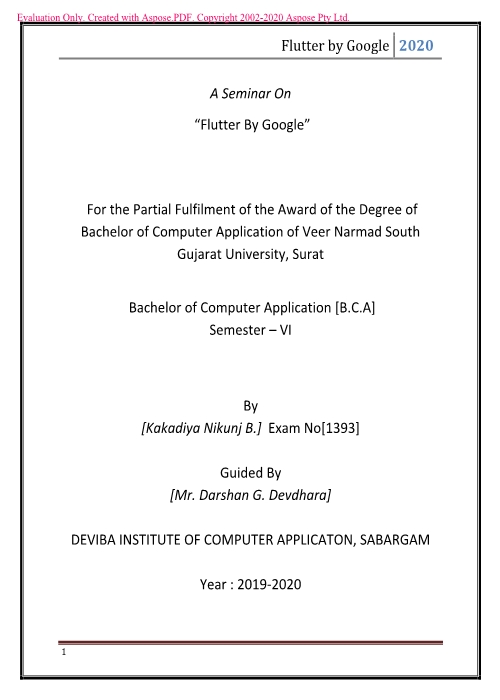 Evaluation Only. Created with Aspose.PDF. Copyright 2002-2020 Aspose Pty Ltd.
Flutter by Google 2020
A Seminar On
“Flutter By Google”
For the Partial Fulfilment of the Award of the Degree of
Bachelor of Computer Application of Veer Narmad South
Gujarat University, Surat
Bachelor of Computer Application [B.C.A]
Semester – VI
By
[Kakadiya Nikunj B.] Exam No[1393]
Guided By
[Mr. Darshan G. Devdhara]
DEVIBA INSTITUTE OF COMPUTER APPLICATON, SABARGAM
Year : 2019-2020
1